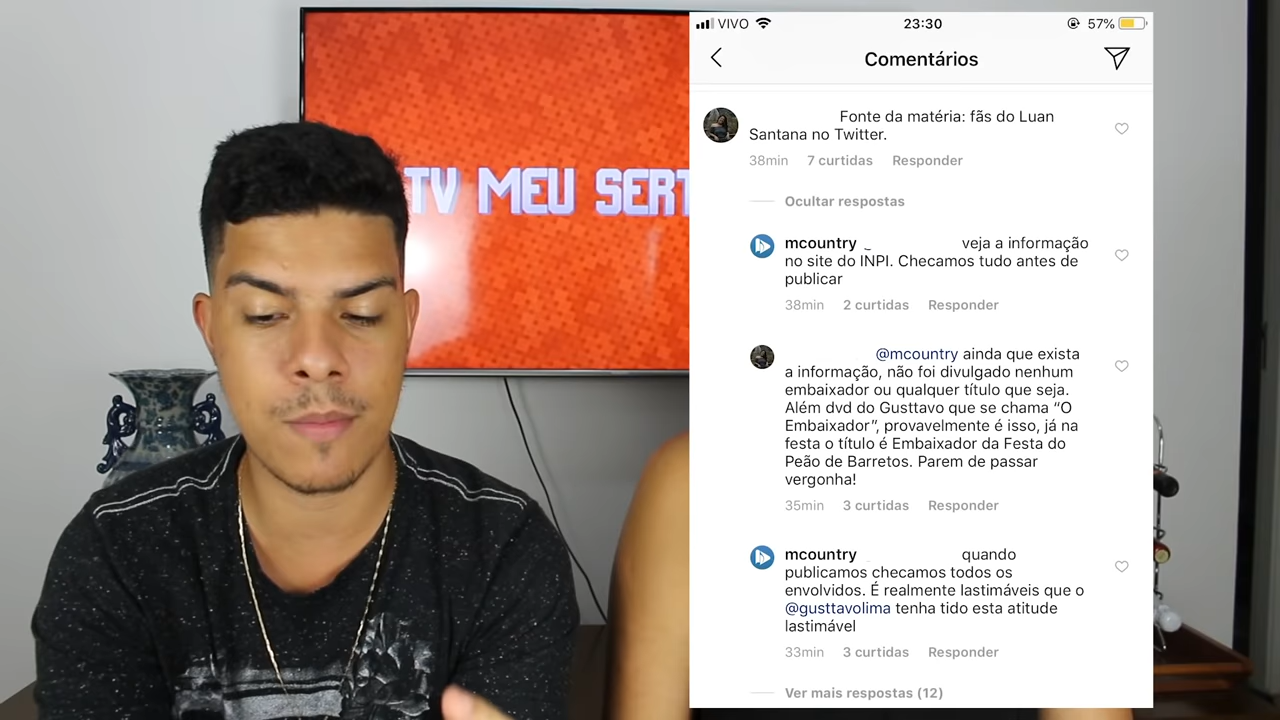 TV MEU SERT
VIVO 23:30 57%
Comentários
Fonte da matéria: fãs do Luan
Santana no Twitter.
38min 7 curtidas Responder
Ocultar respostas
mcountry veja a informação
no site do INPI. Checamos tudo antes de
publicar
38min 2 curtidas Responder
@mcountry ainda que exista
a informação, não foi divulgado nenhum
embaixador ou qualquer título que seja.
Além dvd do Gusttavo que se chama “O
Embaixador”, provavelmente é isso, já na
festa o título é Embaixador da Festa do
Peão de Barretos. Parem de passar
vergonha!
35min 3 curtidas Responder
mcountry quando
publicamos checamos todos os
envolvidos. É realmente lastimáveis que o
@gusttavolima tenha tido esta atitude
lastimável
33min 3 curtidas Responder
Ver mais respostas (12)